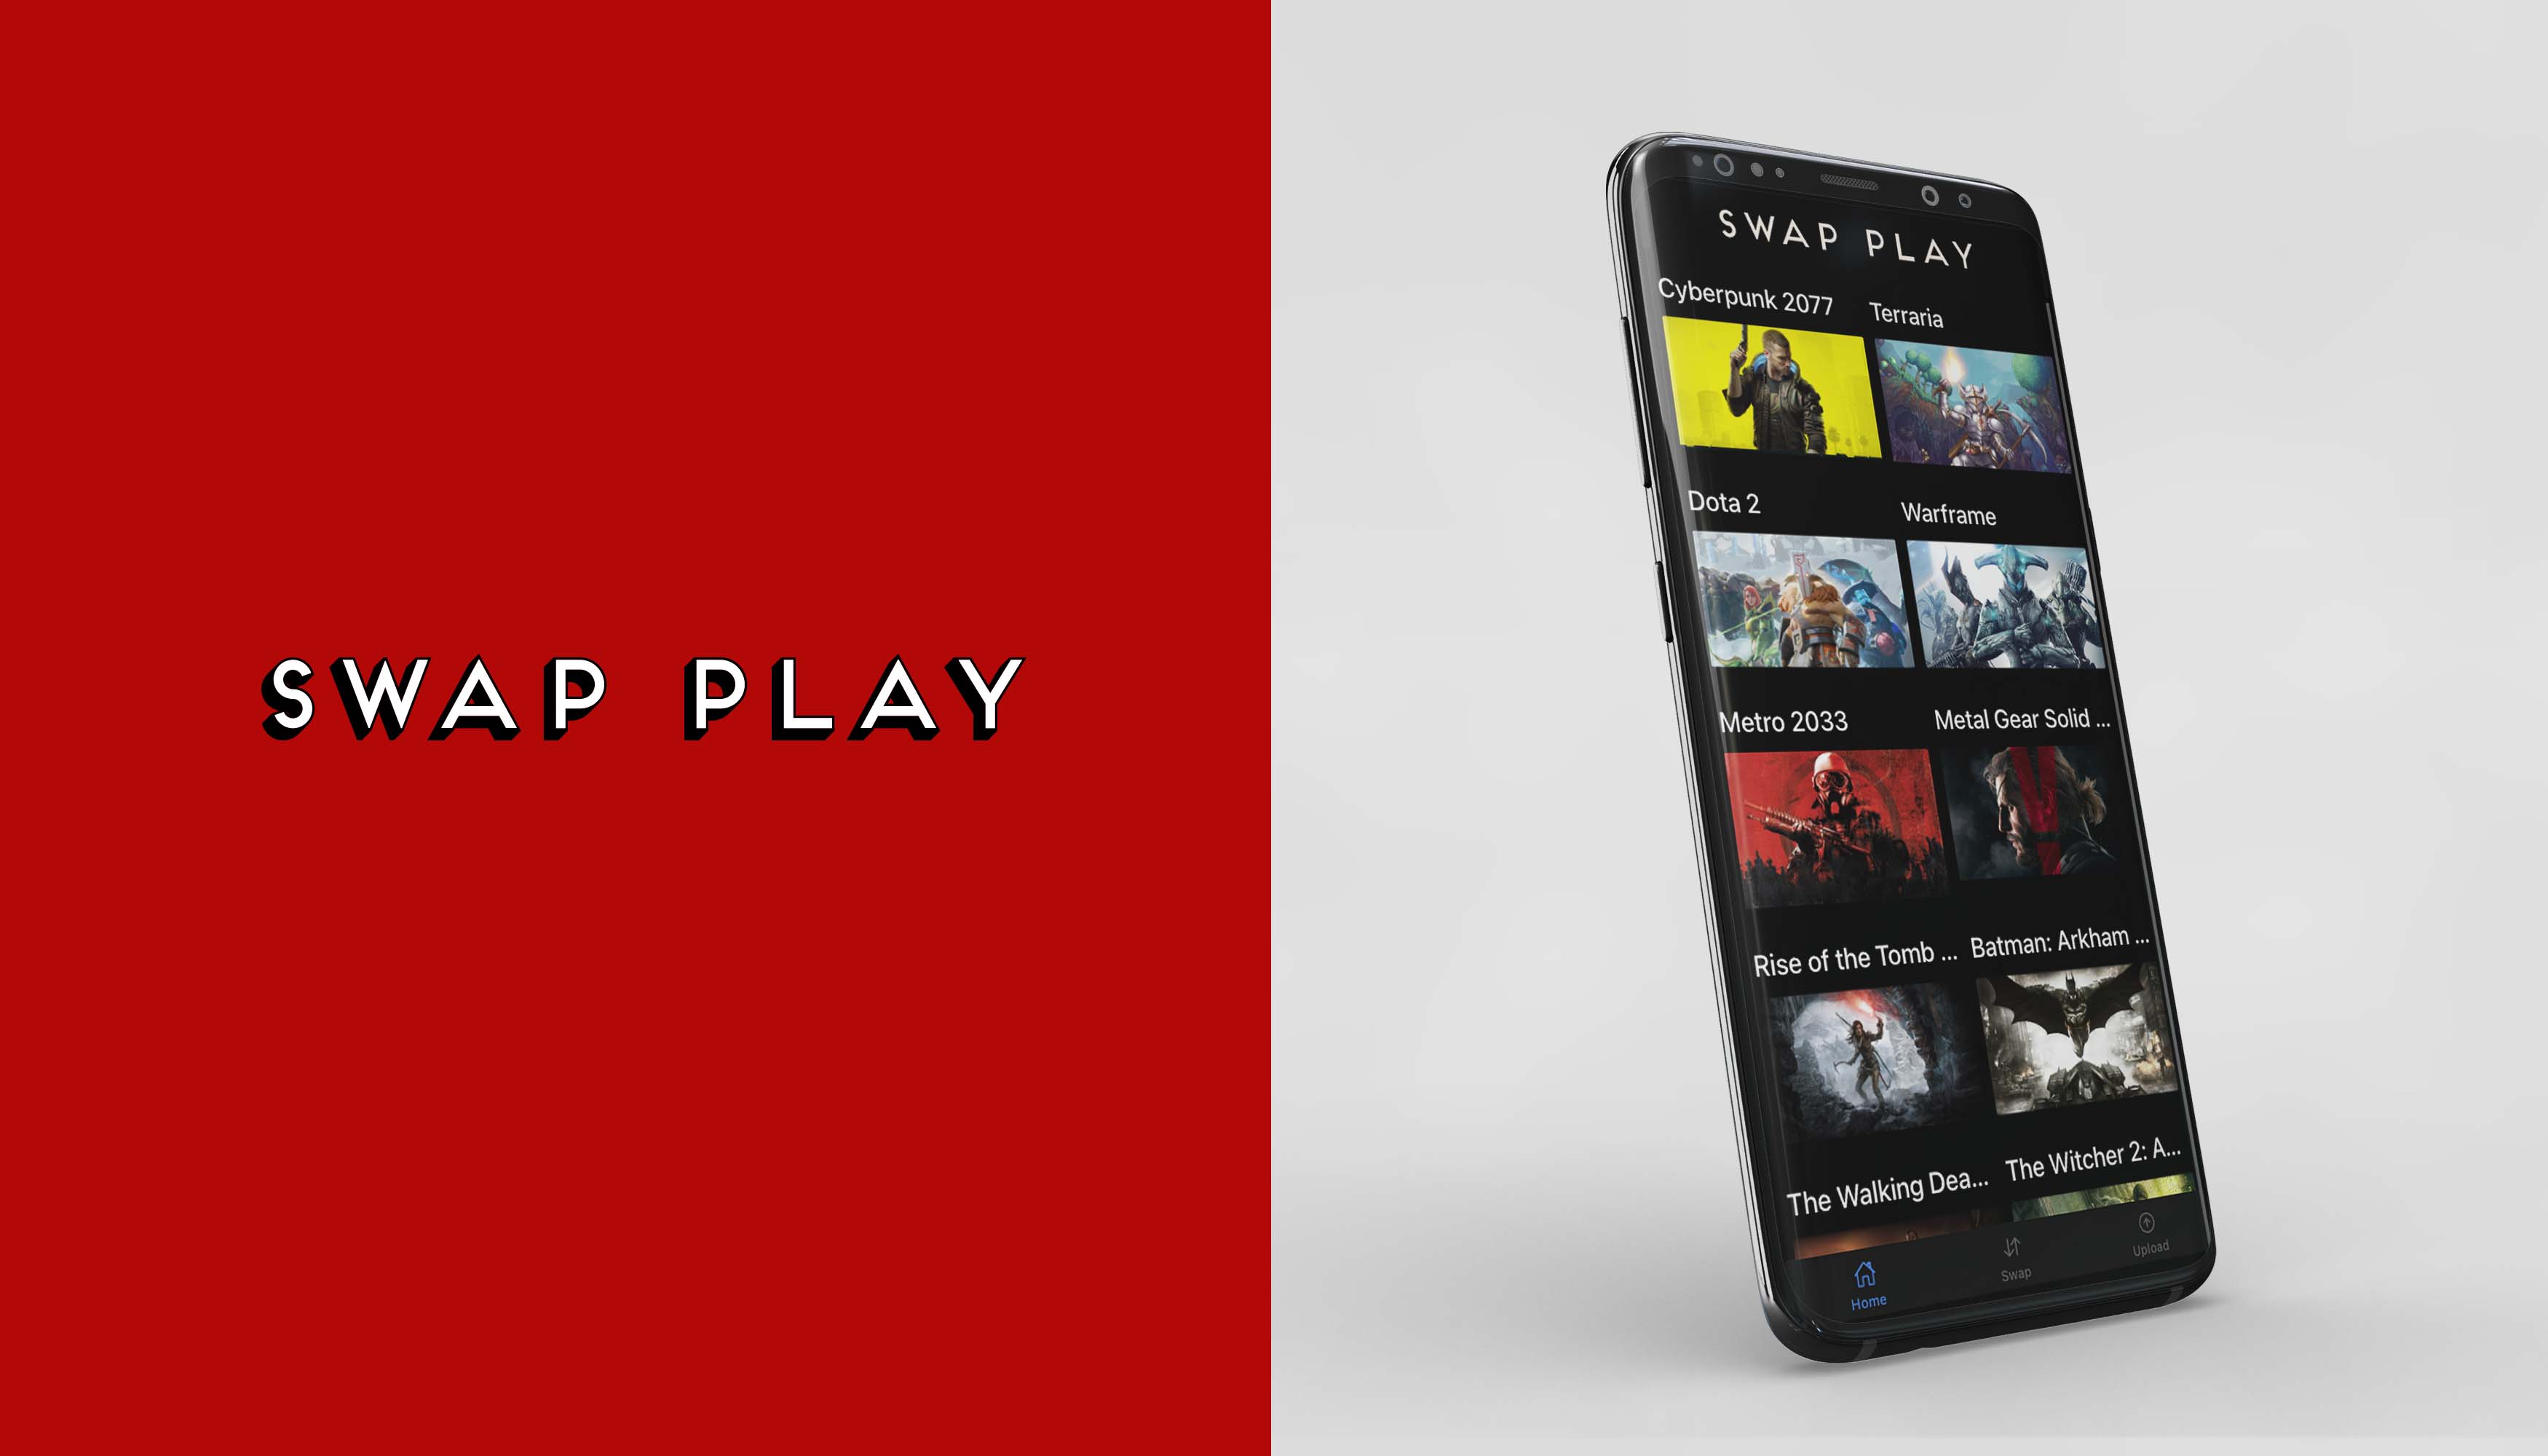 SWAP PLAY
SWAP PLAY
Cyberpunk 2077
Terraria
Dota 2
Warframe
Metro 2033
Metal Gear Solid ...
Rise of the Tomb ...
Batman: Arkham ...
The Walking Dea...
The Witcher 2: A...
Home
Swap
Upload